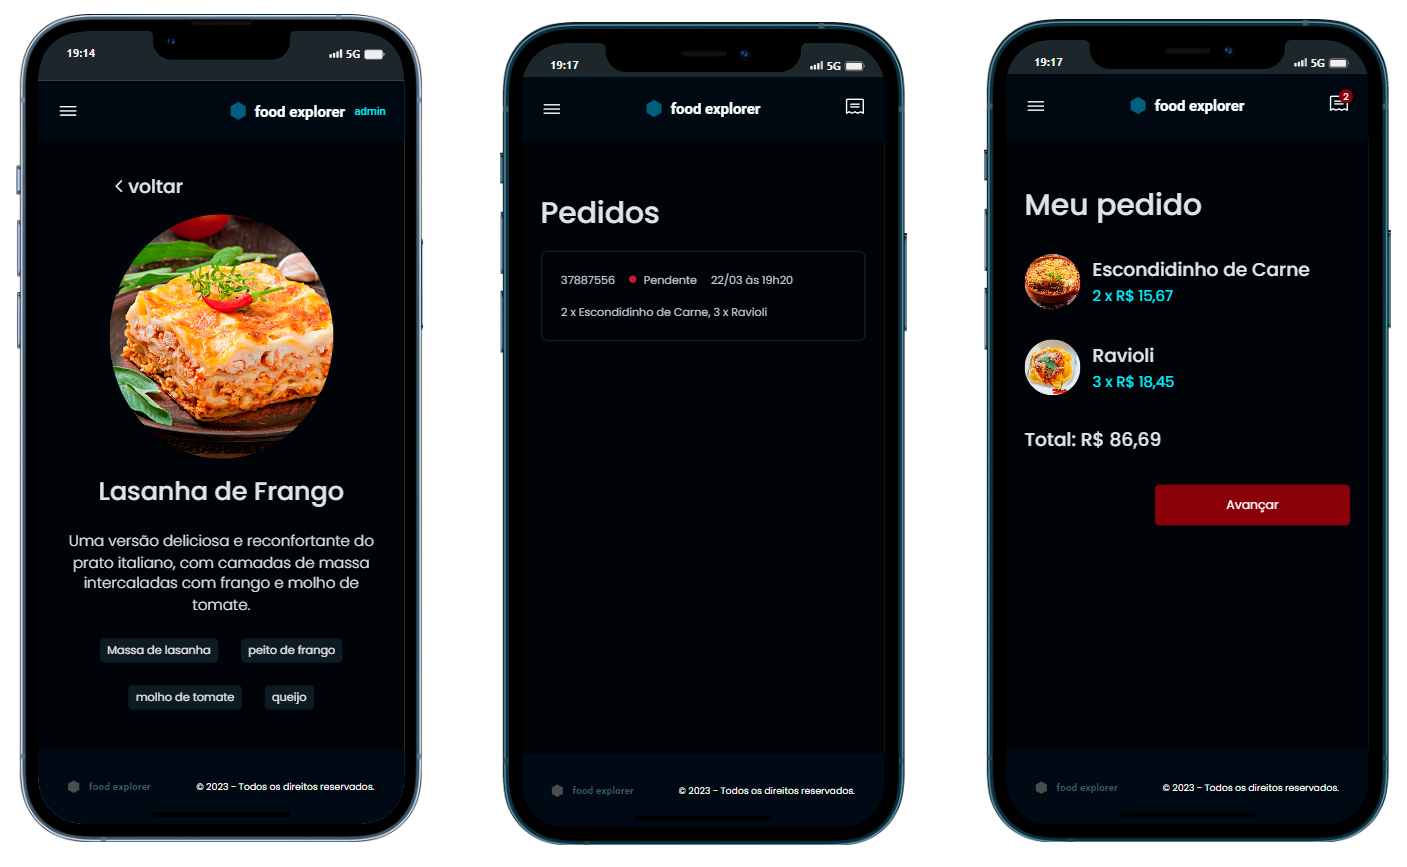 19:14
5G
food explorer admin
voltar
Lasanha de Frango
Uma versão deliciosa e reconfortante do
prato italiano, com camadas de massa
intercaladas com frango e molho de
tomate.
Massa de lasanha peito de frango
molho de tomate queijo
food explorer © 2023 - Todos os direitos reservados.
19:17
5G
food explorer
Pedidos
37887556 Pendente 22/03 às 19h20
2 x Escondidinho de Carne, 3 x Ravioli
food explorer © 2023 - Todos os direitos reservados.
19:17
5G
food explorer 2
Meu pedido
Escondidinho de Carne
2 x R$ 15,67
Ravioli
3 x R$ 18,45
Total: R$ 86,69
Avançar
food explorer © 2023 - Todos os direitos reservados.